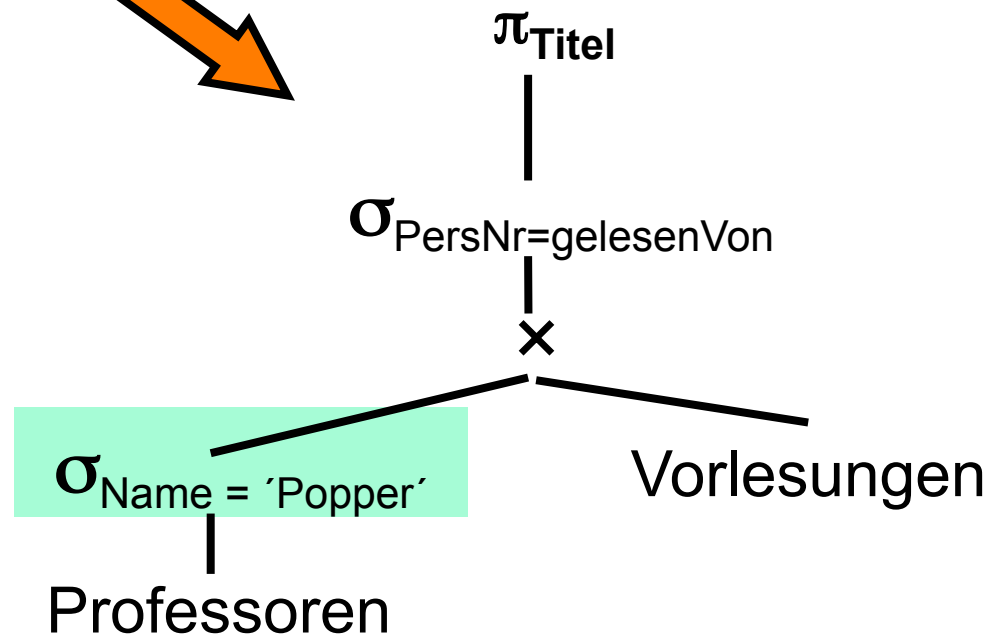 πTitel
σPersNr=gelesenVon
×
σName = ´Popper´
Vorlesungen
Professoren